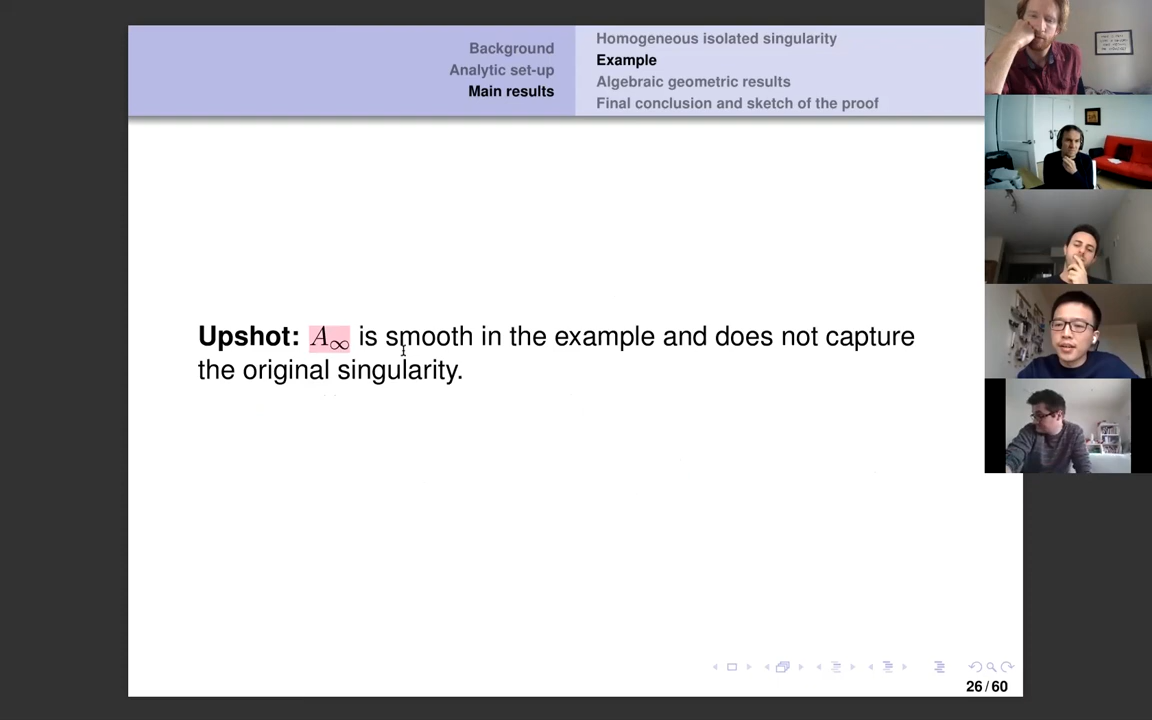 Background
Analytic set-up
Main results
Homogeneous isolated singularity
Example
Algebraic geometric results
Final conclusion and sketch of the proof
Upshot: A∞ is smooth in the example and does not capture
the original singularity.
26/60